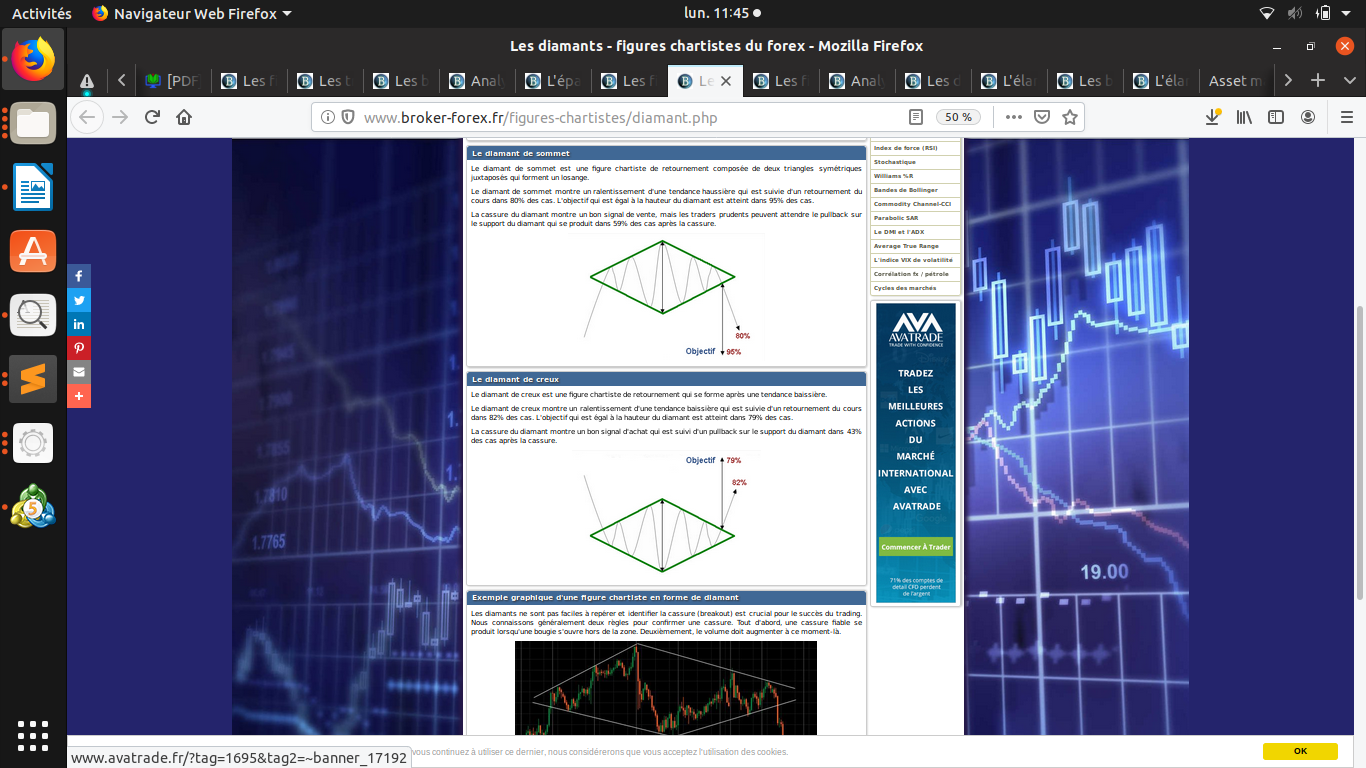 Activités
Navigateur Web Firefox
lun. 11:45
Les diamants - figures chartistes du forex - Mozilla Firefox
[PDF
Les f
Les t
Les b
Anal
L'épa
Les f
Le
Les f
Analy
Les d
L'éla
Les b
L'éla
Asset m
www.broker-forex.fr/figures-chartistes/diamant.php
50 %
Le diamant de sommet
Le diamant de sommet est une figure chartiste de retournement composée de deux triangles symétriques
juxtaposés qui forment un losange.
Le diamant de sommet montre un ralentissement d'une tendance haussière qui est suivie d'un retournement du
cours dans 80% des cas. L'objectif qui est égal à la hauteur du diamant est atteint dans 95% des cas.
La cassure du diamant montre un bon signal de vente, mais les traders prudents peuvent attendre le pullback sur
le support du diamant qui se produit dans 59% des cas après la cassure.
80%
Objectif 95%
Le diamant de creux
Le diamant de creux est une figure chartiste de retournement qui se forme après une tendance baissière.
Le diamant de creux montre un ralentissement d'une tendance baissière qui est suivie d'un retournement du cours
dans 82% des cas. L'objectif qui est égal à la hauteur du diamant est atteint dans 79% des cas.
La cassure du diamant montre un bon signal d'achat qui est suivi d'un pullback sur le support du diamant dans 43%
des cas après la cassure.
Objectif 79%
82%
Exemple graphique d'une figure chartiste en forme de diamant
Les diamants ne sont pas faciles à repérer et identifier la cassure (breakout) est crucial pour le succès du trading.
Nous connaissons généralement deux règles pour confirmer une cassure. Tout d'abord, une cassure fiable se
produit lorsqu'une bougie s'ouvre hors de la zone. Deuxièmement, le volume doit augmenter à ce moment-là.
Index de force (RSI)
Stochastique
Williams %R
Bandes de Bollinger
Commodity Channel-CCI
Parabolic SAR
Le DMI et l'ADX
Average True Range
L'indice VIX de volatilité
Corrélation fx / pétrole
Cycles des marchés
AVA
AVATRADE
TRADE WITH CONFIDENCE
TRADEZ
LES
MEILLEURES
ACTIONS
DU
MARCHÉ
INTERNATIONAL
AVEC
AVATRADE
Commencer À Trader
71% des comptes de
détail CFD perdent
de l'argent
1.7810
1.7765
19.00
vous continuez à utiliser ce dernier, nous considérerons que vous acceptez l'utilisation des cookies.
OK
www.avatrade.fr/?tag=1695&tag2=~banner_17192